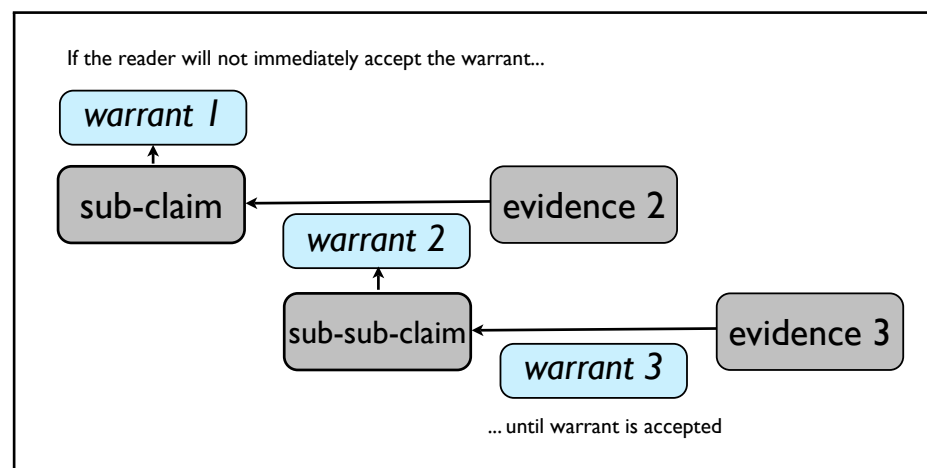 If the reader will not immediately accept the warrant...
warrant 1
sub-claim
evidence 2
warrant 2
sub-sub-claim
evidence 3
warrant 3
... until warrant is accepted